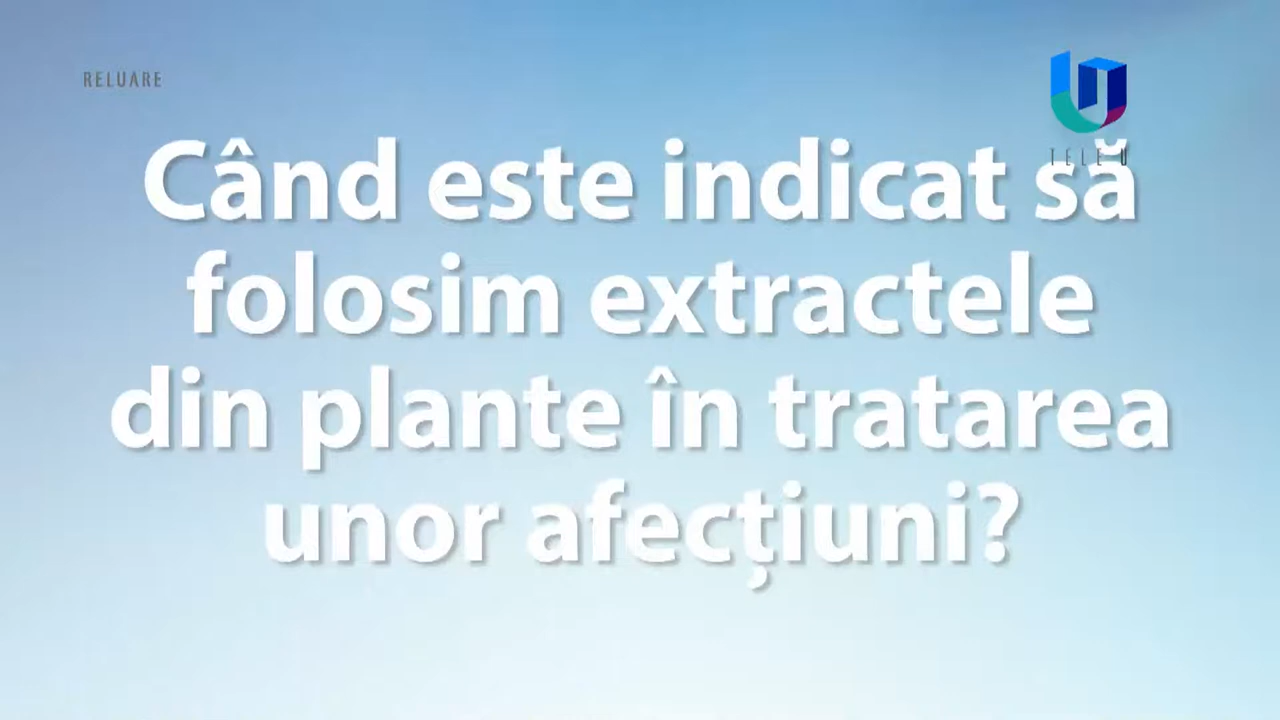 RELUARE
TELE U
Când este indicat să
folosim extractele
din plante în tratarea
unor afecțiuni?